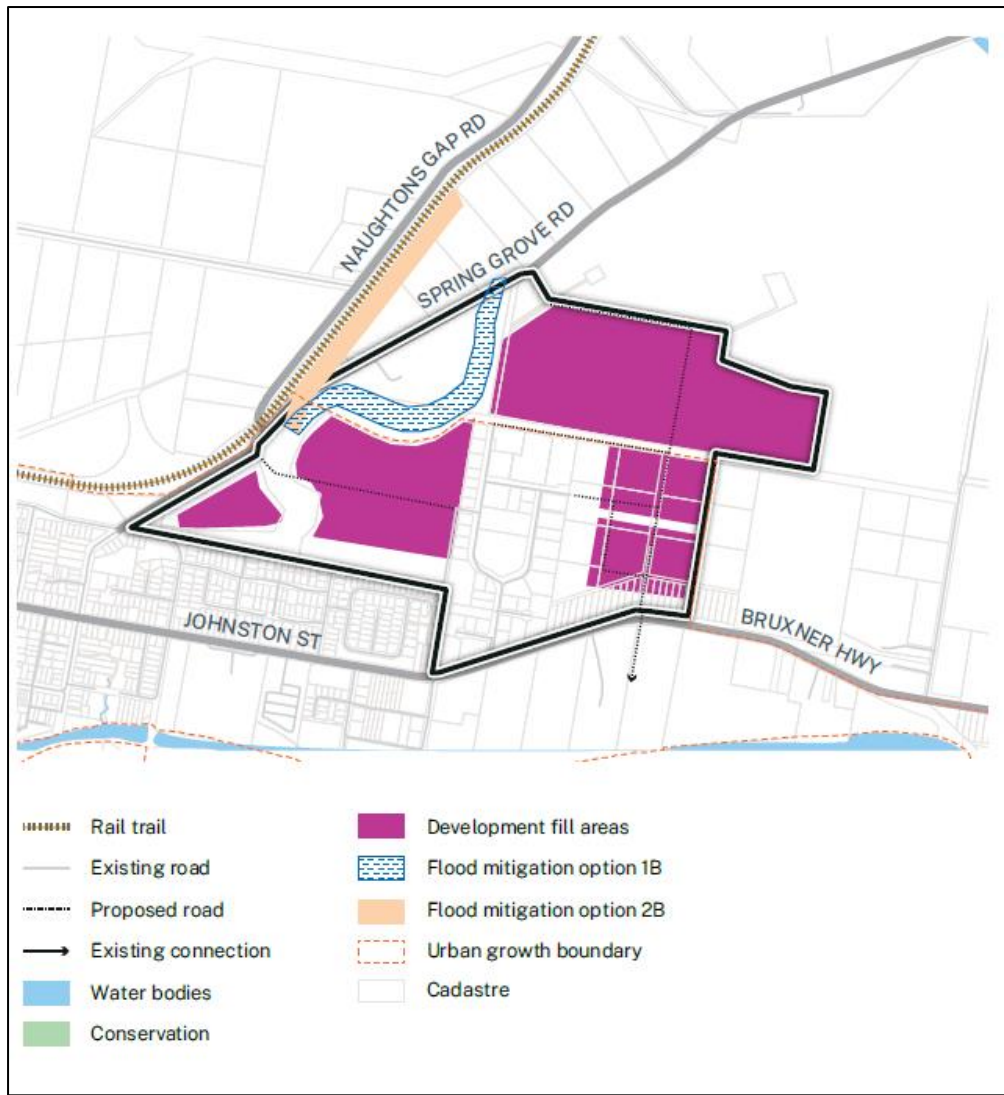 NAUGHTONS GAP RD
SPRING GROVE RD
JOHNSTON ST
BRUXNER HWY
Rail trail
Existing road
Proposed road
Existing connection
Water bodies
Conservation
Development fill areas
Flood mitigation option 1B
Flood mitigation option 2B
Urban growth boundary
Cadastre